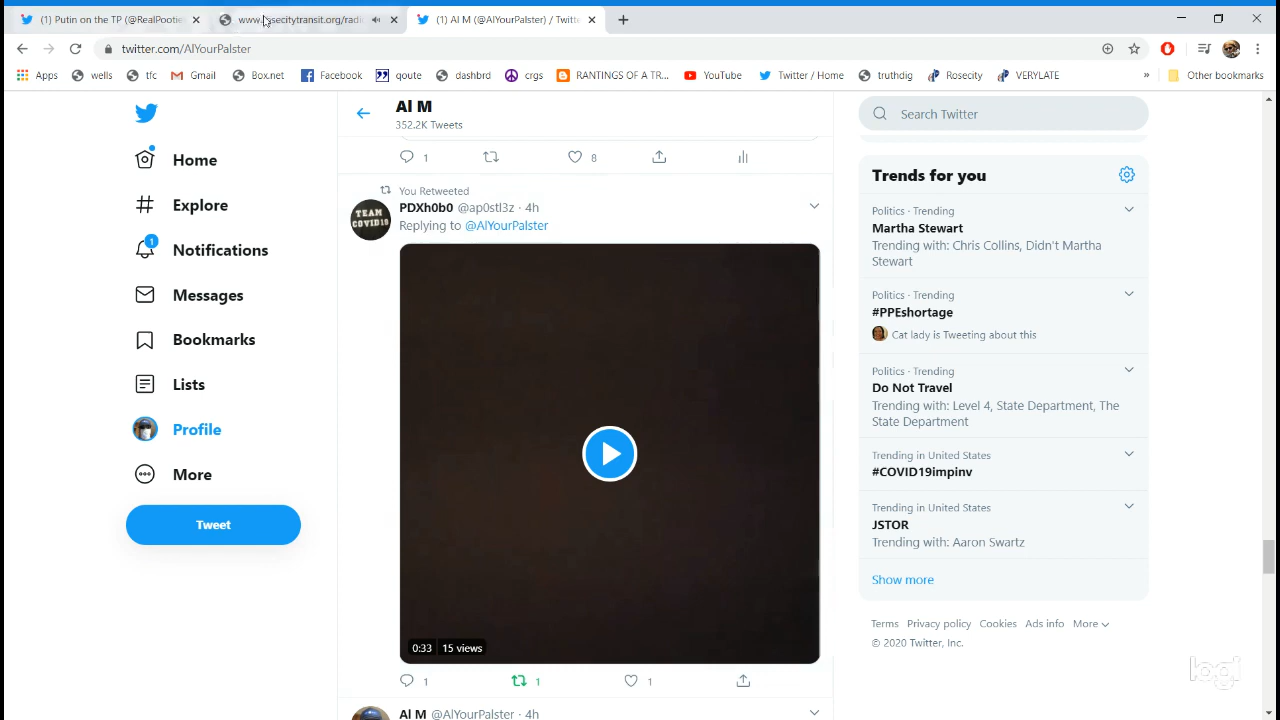 (1) Putin on the TP (@RealPootie
(1) Al M (@AlYourPalster) / Twitte
twitter.com/AlYourPalster
Apps wells tfc Gmail Box.net Facebook qoute dashbrd crgs RANTINGS OF A TR... YouTube Twitter / Home truthdig Rosecity VERYLATE » Other bookmarks
Home
Explore
1
Notifications
Messages
Bookmarks
Lists
Profile
More
Tweet
Al M
352.2K Tweets
1 8
You Retweeted
TEAM
COVID19
PDXh0b0 @ap0stl3z · 4h
Replying to @AlYourPalster
0:33 15 views
1 1 1
Al M @AlYourPalster · 4h
Search Twitter
Trends for you
Politics · Trending
Martha Stewart
Trending with: Chris Collins, Didn't Martha
Stewart
Politics · Trending
#PPEshortage
Cat lady is Tweeting about this
Politics · Trending
Do Not Travel
Trending with: Level 4, State Department, The
State Department
Trending in United States
#COVID19impinv
Trending in United States
JSTOR
Trending with: Aaron Swartz
Show more
Terms Privacy policy Cookies Ads info More
© 2020 Twitter, Inc.
logi